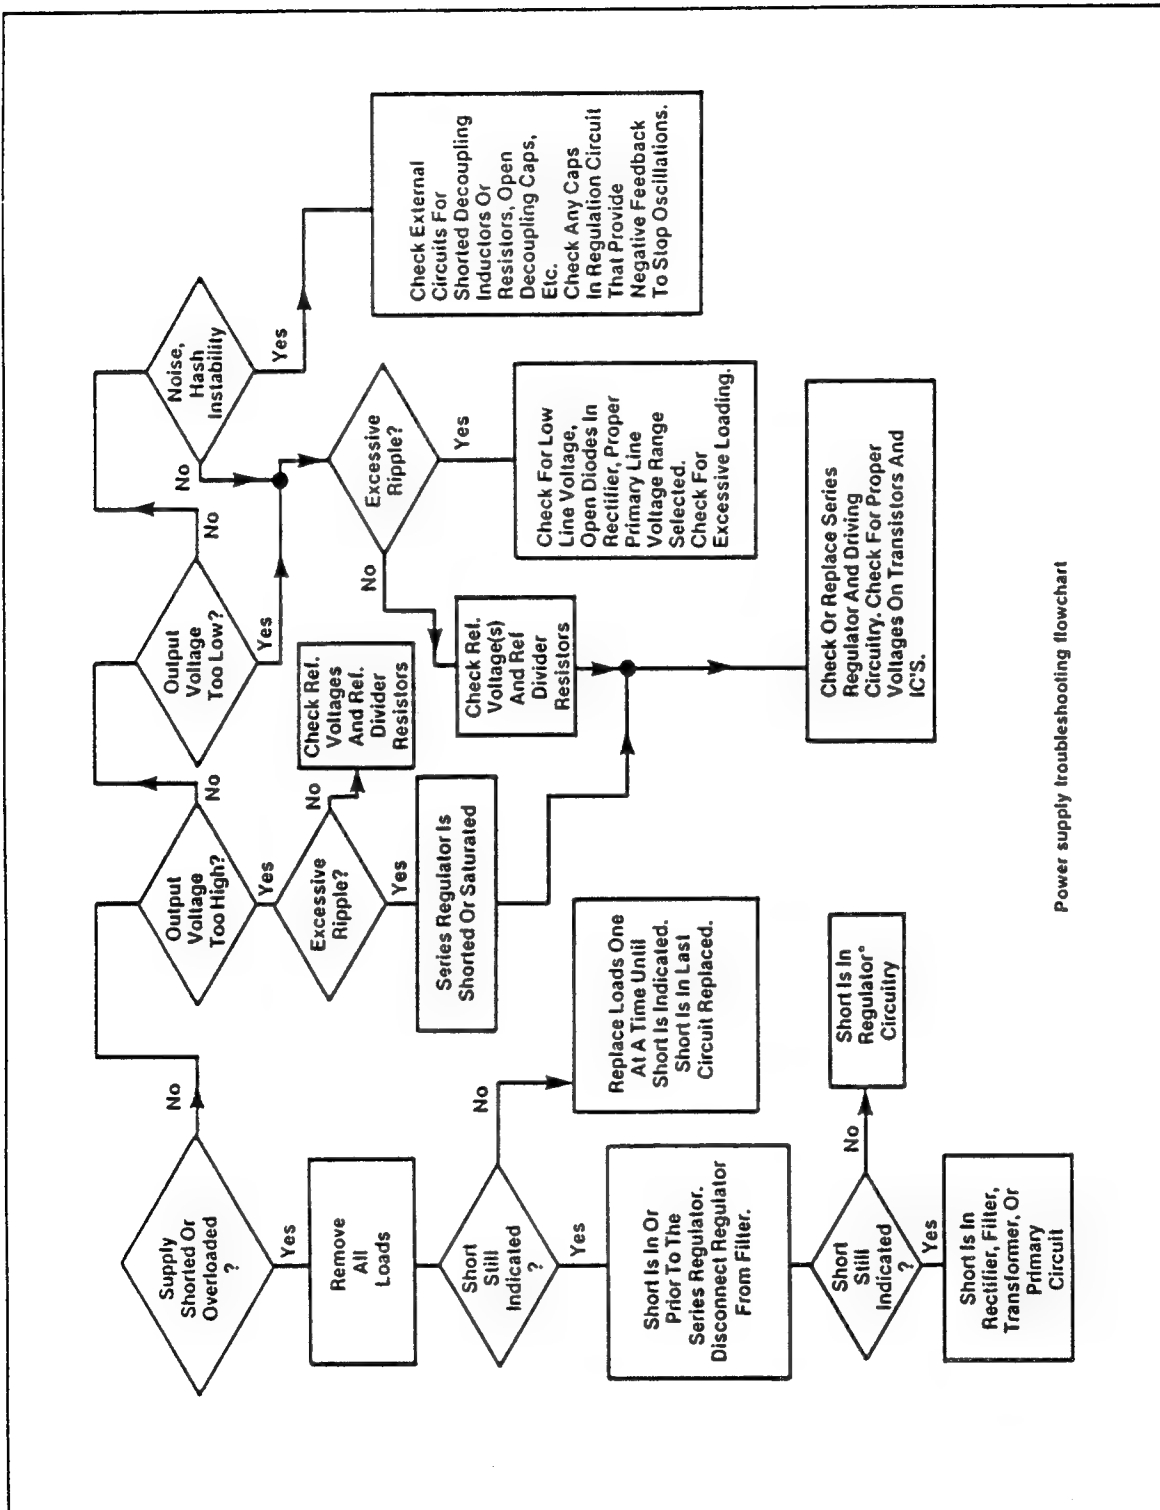 Supply
Shorted Or
Overloaded
?
No
Yes
Remove
All
Loads
Short
Still
Indicated
?
No
Yes
Replace Loads One
At A Time Until
Short Is Indicated.
Short Is In Last
Circuit Replaced.
Short Is In Or
Prior To The
Series Regulator.
Disconnect Regulator
From Filter.
Short
Still
Indicated
?
No
Yes
Short Is In
Regulator*
Circuitry
Short Is In
Rectifier, Filter,
Transformer, Or
Primary
Circuit
Output
Voltage
Too High?
No
Yes
Excessive
Ripple?
No
Yes
Check Ref.
Voltages
And Ref.
Divider
Resistors
Series Regulator Is
Shorted Or Saturated
Output
Voltage
Too Low?
No
Yes
Noise,
Hash
Instability
No
Yes
Check External
Circuits For
Shorted Decoupling
Inductors Or
Resistors, Open
Decoupling Caps,
Etc.
Check Any Caps
In Regulation Circuit
That Provide
Negative Feedback
To Stop Oscillations.
Excessive
Ripple?
No
Yes
Check For Low
Line Voltage,
Open Diodes In
Rectifier, Proper
Primary Line
Voltage Range
Selected.
Check For
Excessive Loading.
Check Ref.
Voltage(s)
And Ref
Divider
Resistors
Check Or Replace Series
Regulator And Driving
Circuitry. Check For Proper
Voltages On Transistors And
IC'S.
Power supply troubleshooting flowchart